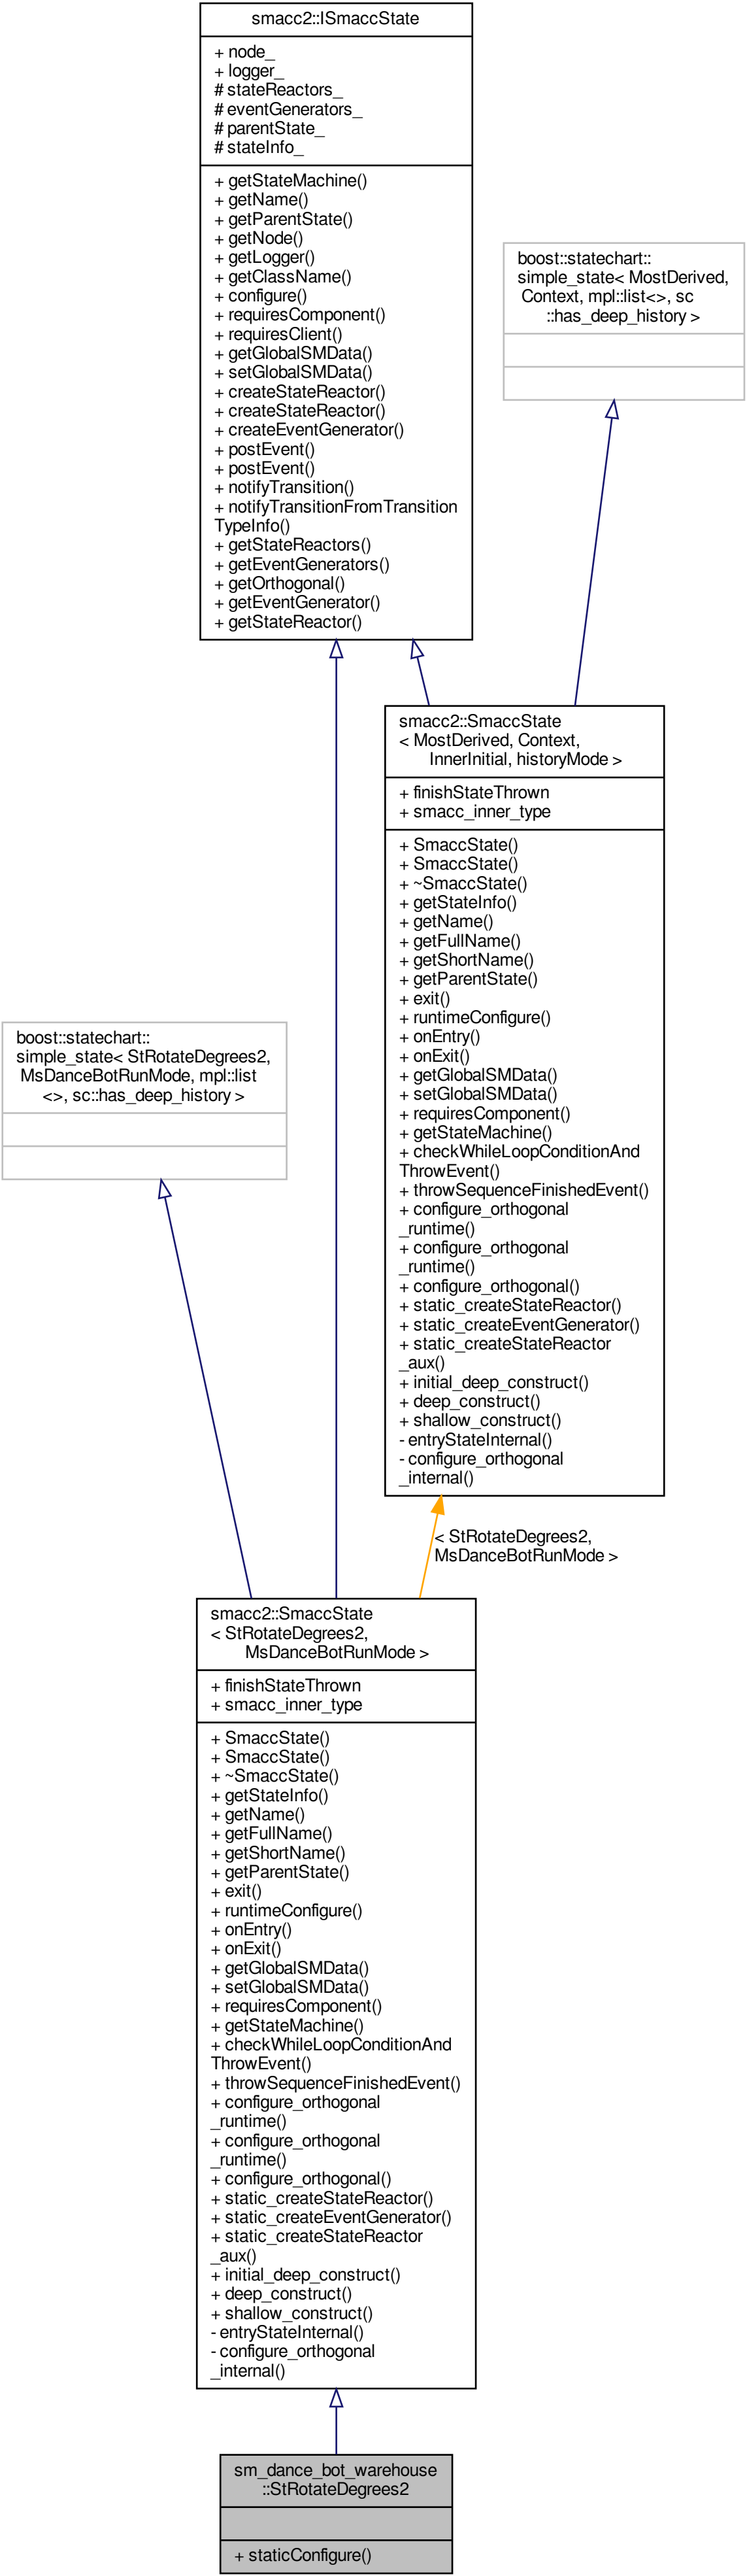 smacc2::ISmaccState
+ node_
+ logger_
# stateReactors_
# eventGenerators_
# parentState_
# stateInfo_
+ getStateMachine()
+ getName()
+ getParentState()
+ getNode()
+ getLogger()
+ getClassName()
+ configure()
+ requiresComponent()
+ requiresClient()
+ getGlobalSMData()
+ setGlobalSMData()
+ createStateReactor()
+ createStateReactor()
+ createEventGenerator()
+ postEvent()
+ postEvent()
+ notifyTransition()
+ notifyTransitionFromTransition
TypeInfo()
+ getStateReactors()
+ getEventGenerators()
+ getOrthogonal()
+ getEventGenerator()
+ getStateReactor()
boost::statechart::
simple_state< MostDerived,
Context, mpl::list<>, sc
::has_deep_history >
smacc2::SmaccState
< MostDerived, Context,
InnerInitial, historyMode >
+ finishStateThrown
+ smacc_inner_type
+ SmaccState()
+ SmaccState()
+ ~SmaccState()
+ getStateInfo()
+ getName()
+ getFullName()
+ getShortName()
+ getParentState()
+ exit()
+ runtimeConfigure()
+ onEntry()
+ onExit()
+ getGlobalSMData()
+ setGlobalSMData()
+ requiresComponent()
+ getStateMachine()
+ checkWhileLoopConditionAnd
ThrowEvent()
+ throwSequenceFinishedEvent()
+ configure_orthogonal
_runtime()
+ configure_orthogonal
_runtime()
+ configure_orthogonal()
+ static_createStateReactor()
+ static_createEventGenerator()
+ static_createStateReactor
_aux()
+ initial_deep_construct()
+ deep_construct()
+ shallow_construct()
- entryStateInternal()
- configure_orthogonal
_internal()
boost::statechart::
simple_state< StRotateDegrees2,
MsDanceBotRunMode, mpl::list
<>, sc::has_deep_history >
< StRotateDegrees2,
MsDanceBotRunMode >
smacc2::SmaccState
< StRotateDegrees2,
MsDanceBotRunMode >
+ finishStateThrown
+ smacc_inner_type
+ SmaccState()
+ SmaccState()
+ ~SmaccState()
+ getStateInfo()
+ getName()
+ getFullName()
+ getShortName()
+ getParentState()
+ exit()
+ runtimeConfigure()
+ onEntry()
+ onExit()
+ getGlobalSMData()
+ setGlobalSMData()
+ requiresComponent()
+ getStateMachine()
+ checkWhileLoopConditionAnd
ThrowEvent()
+ throwSequenceFinishedEvent()
+ configure_orthogonal
_runtime()
+ configure_orthogonal
_runtime()
+ configure_orthogonal()
+ static_createStateReactor()
+ static_createEventGenerator()
+ static_createStateReactor
_aux()
+ initial_deep_construct()
+ deep_construct()
+ shallow_construct()
- entryStateInternal()
- configure_orthogonal
_internal()
sm_dance_bot_warehouse
::StRotateDegrees2
+ staticConfigure()